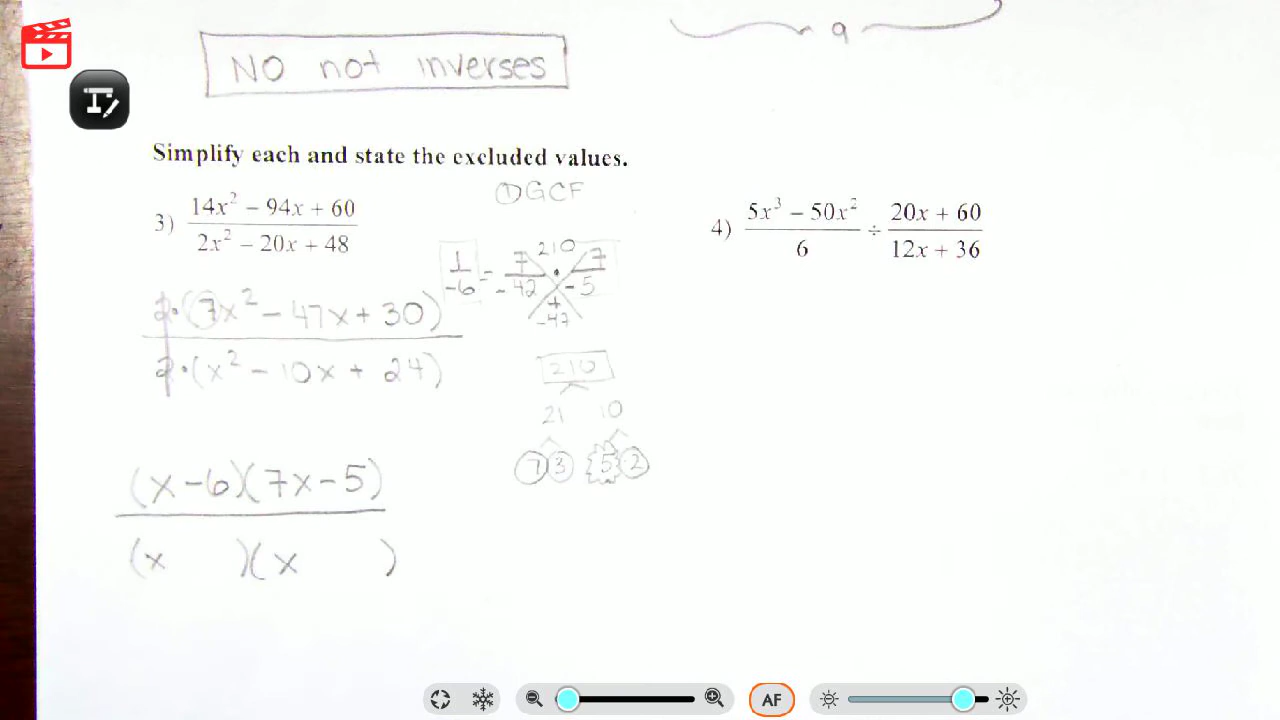 9
NO not inverses
Simplify each and state the excluded values.
① GCF
3) 14x² − 94x + 60
2x² − 20x + 48
4) 5x³ − 50x² ÷ 20x + 60
6 12x + 36
210
1 = 7 · 7
-6 -42 -5
+
-47
2·(7x² − 47x + 30)
2·(x² − 10x + 24)
210
21 10
7 3 5 2
(x − 6)(7x − 5)
(x )(x )
AF